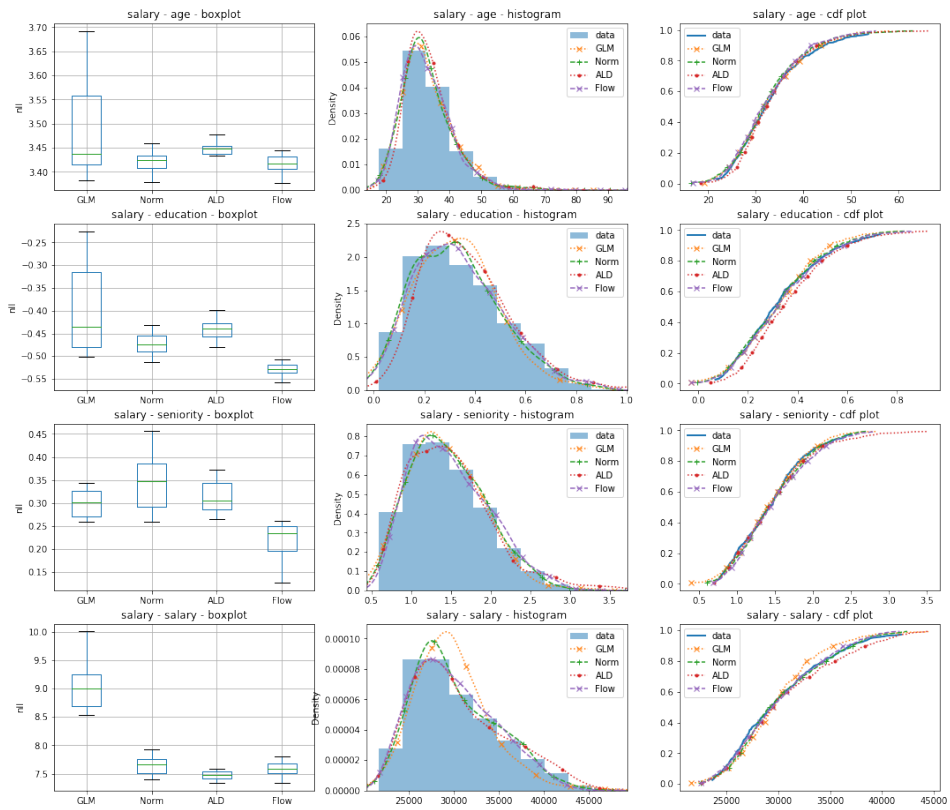 salary - age - boxplot
3.70
3.65
3.60
3.55
3.50
3.45
3.40
nll
GLM
Norm
ALD
Flow
salary - age - histogram
0.06
0.05
0.04
0.03
0.02
0.01
0.00
Density
20
30
40
50
60
70
80
90
data
GLM
Norm
ALD
Flow
salary - age - cdf plot
1.0
0.8
0.6
0.4
0.2
0.0
20
30
40
50
60
data
GLM
Norm
ALD
Flow
salary - education - boxplot
−0.25
−0.30
−0.35
−0.40
−0.45
−0.50
−0.55
nll
GLM
Norm
ALD
Flow
salary - education - histogram
2.5
2.0
1.5
1.0
0.5
0.0
Density
0.0
0.2
0.4
0.6
0.8
1.0
data
GLM
Norm
ALD
Flow
salary - education - cdf plot
1.0
0.8
0.6
0.4
0.2
0.0
0.0
0.2
0.4
0.6
0.8
data
GLM
Norm
ALD
Flow
salary - seniority - boxplot
0.45
0.40
0.35
0.30
0.25
0.20
0.15
nll
GLM
Norm
ALD
Flow
salary - seniority - histogram
0.8
0.7
0.6
0.5
0.4
0.3
0.2
0.1
0.0
Density
0.5
1.0
1.5
2.0
2.5
3.0
3.5
data
GLM
Norm
ALD
Flow
salary - seniority - cdf plot
1.0
0.8
0.6
0.4
0.2
0.0
0.5
1.0
1.5
2.0
2.5
3.0
3.5
data
GLM
Norm
ALD
Flow
salary - salary - boxplot
10.0
9.5
9.0
8.5
8.0
7.5
nll
GLM
Norm
ALD
Flow
salary - salary - histogram
0.00010
0.00008
0.00006
0.00004
0.00002
0.00000
Density
25000
30000
35000
40000
45000
data
GLM
Norm
ALD
Flow
salary - salary - cdf plot
1.0
0.8
0.6
0.4
0.2
0.0
25000
30000
35000
40000
45000
data
GLM
Norm
ALD
Flow